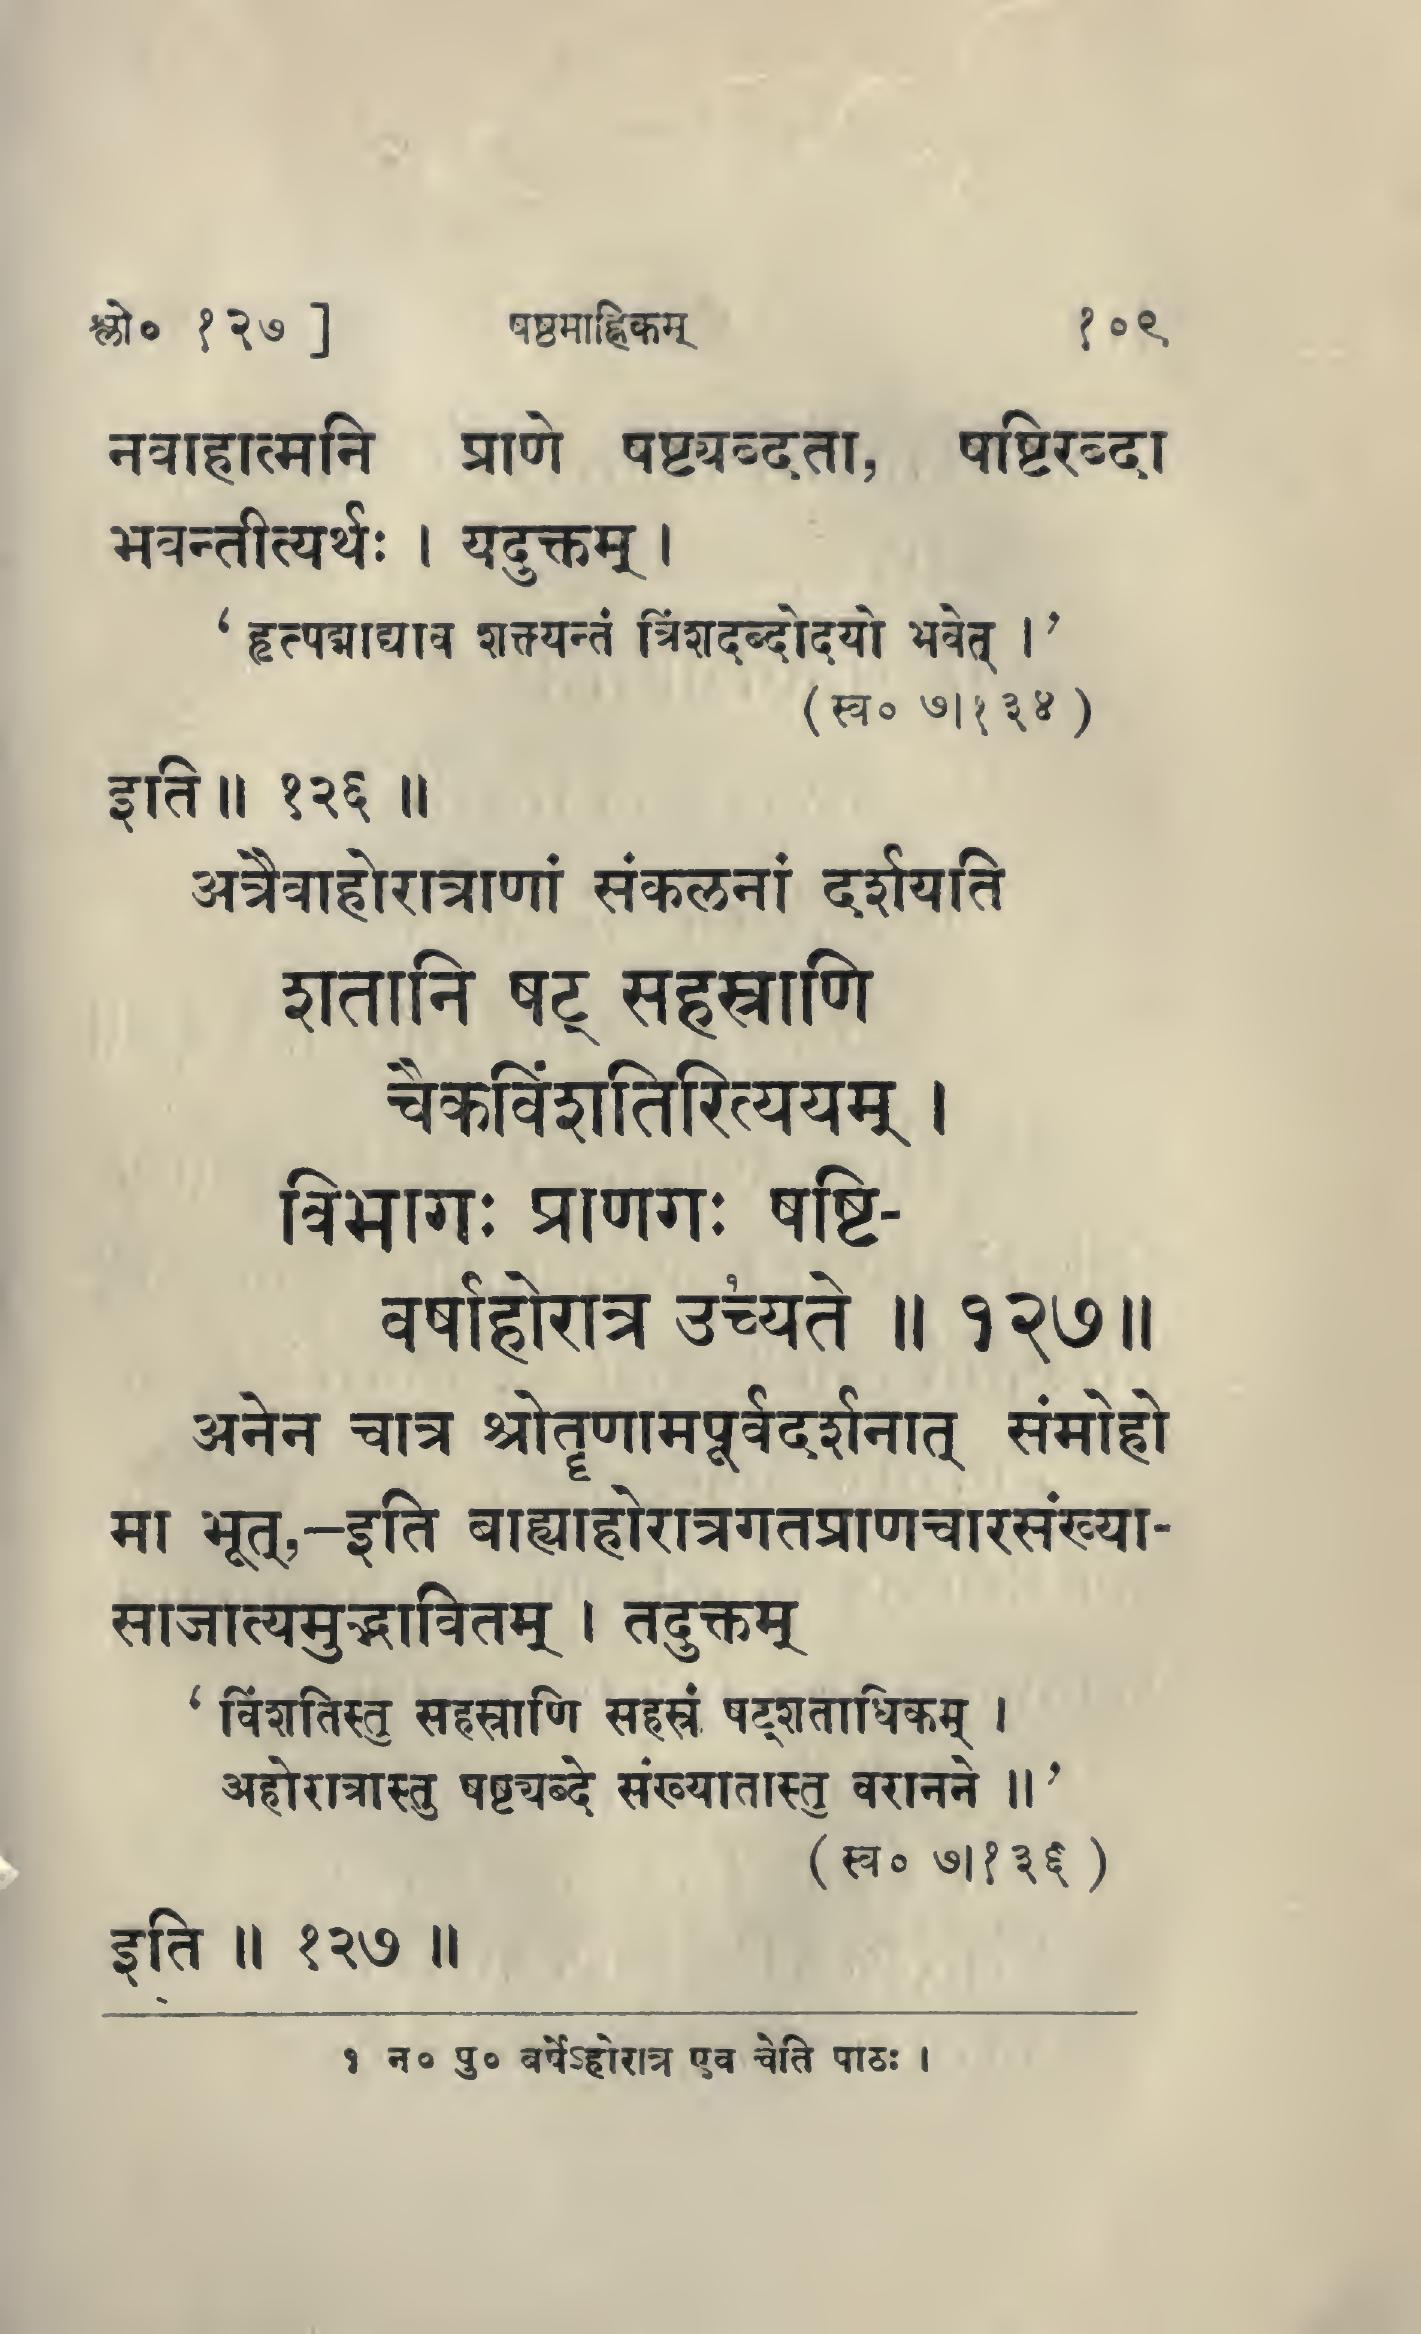 श्लो० १२७ ] षष्ठमाह्निकम् १०९
नवाहात्मनि प्राणे षष्ट्यब्दता, षष्टिरब्दा
भवन्तीत्यर्थः । यदुक्तम् ।
‘ हृत्पद्माद्याव शक्तयन्तं त्रिंशदब्दोदयो भवेत् ।’
( स्व० ७।१३४ )
इति ॥ १२६ ॥
अत्रैवाहोरात्राणां संकलनां दर्शयति
शतानि षट् सहस्राणि
चैकविंशतिरित्ययम् ।
विभागः प्राणगः षष्टि-
वर्षाहोरात्र उच्यते ॥ १२७ ॥
अनेन चात्र श्रोतॄणामपूर्वदर्शनात् संमोहो
मा भूत्,–इति बाह्याहोरात्रगतप्राणचारसंख्या-
साजात्यमुद्भावितम् । तदुक्तम्
‘ विंशतिस्तु सहस्राणि सहस्रं षट्शताधिकम् ।
अहोरात्रास्तु षष्ट्यब्दे संख्यातास्तु वरानने ॥’
( स्व० ७।१३६ )
इति ॥ १२७ ॥
१ न० पु० वर्षेऽहोरात्र एव चेति पाठः ।